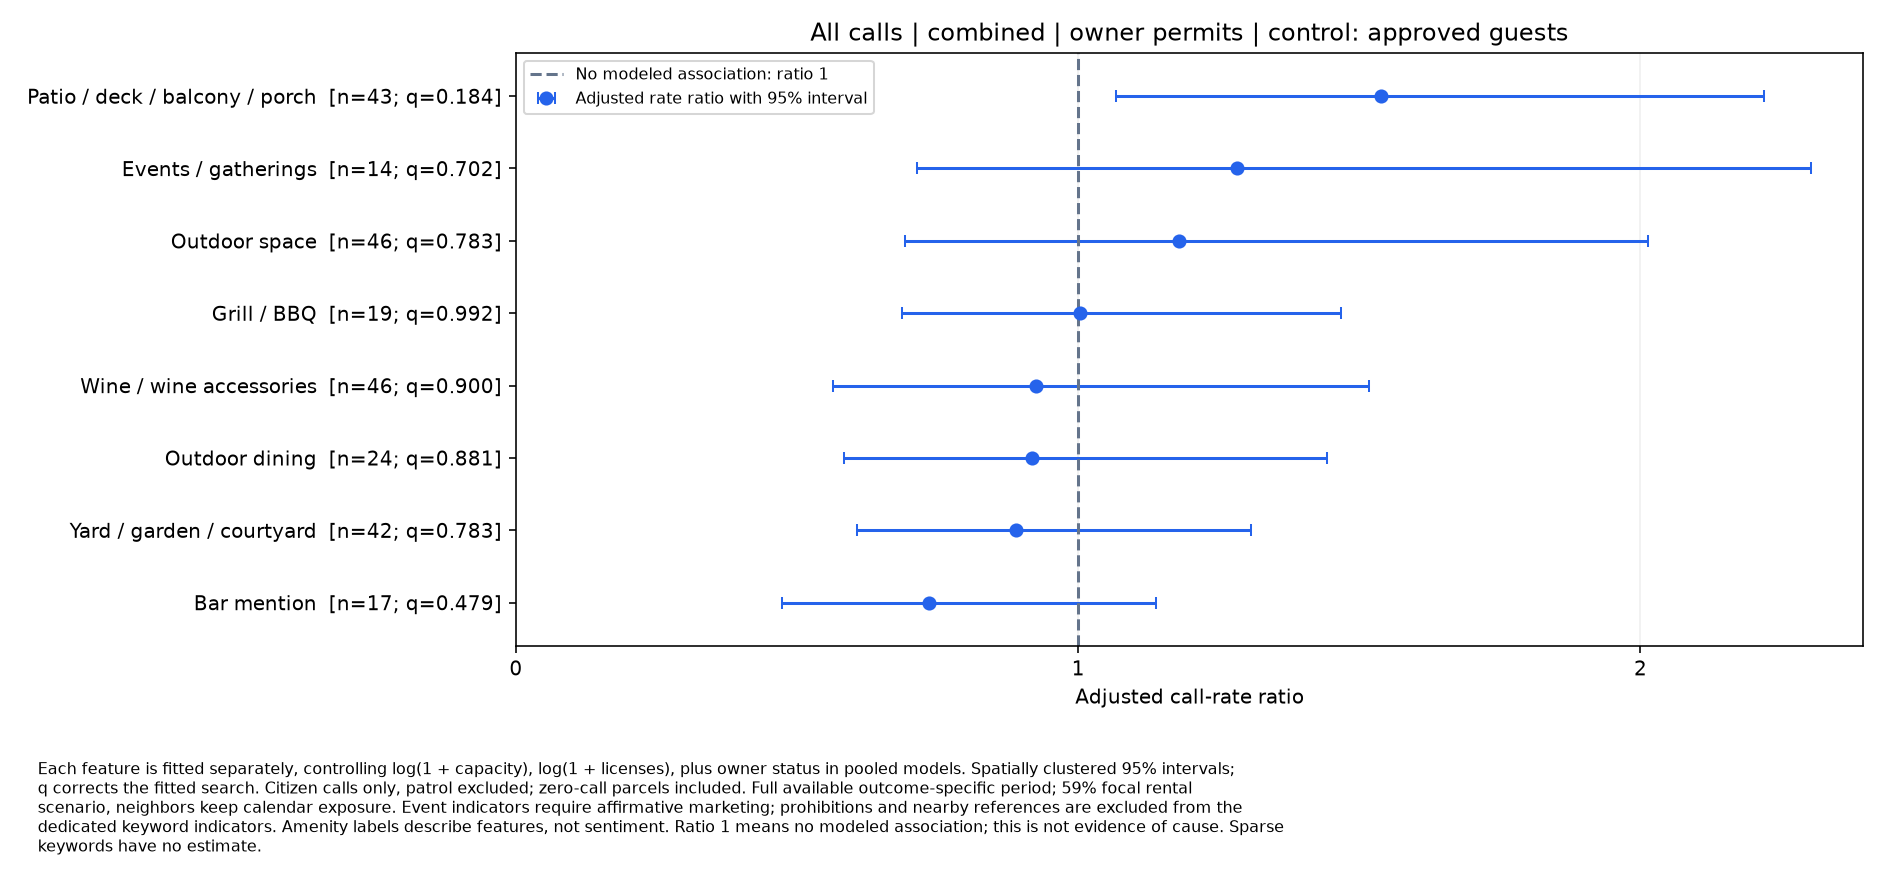 All calls | combined | owner permits | control: approved guests
No modeled association: ratio 1
Adjusted rate ratio with 95% interval
Patio / deck / balcony / porch [n=43; q=0.184]
Events / gatherings [n=14; q=0.702]
Outdoor space [n=46; q=0.783]
Grill / BBQ [n=19; q=0.992]
Wine / wine accessories [n=46; q=0.900]
Outdoor dining [n=24; q=0.881]
Yard / garden / courtyard [n=42; q=0.783]
Bar mention [n=17; q=0.479]
0 1 2
Adjusted call-rate ratio
Each feature is fitted separately, controlling log(1 + capacity), log(1 + licenses), plus owner status in pooled models. Spatially clustered 95% intervals;
q corrects the fitted search. Citizen calls only, patrol excluded; zero-call parcels included. Full available outcome-specific period; 59% focal rental
scenario, neighbors keep calendar exposure. Event indicators require affirmative marketing; prohibitions and nearby references are excluded from the
dedicated keyword indicators. Amenity labels describe features, not sentiment. Ratio 1 means no modeled association; this is not evidence of cause. Sparse
keywords have no estimate.